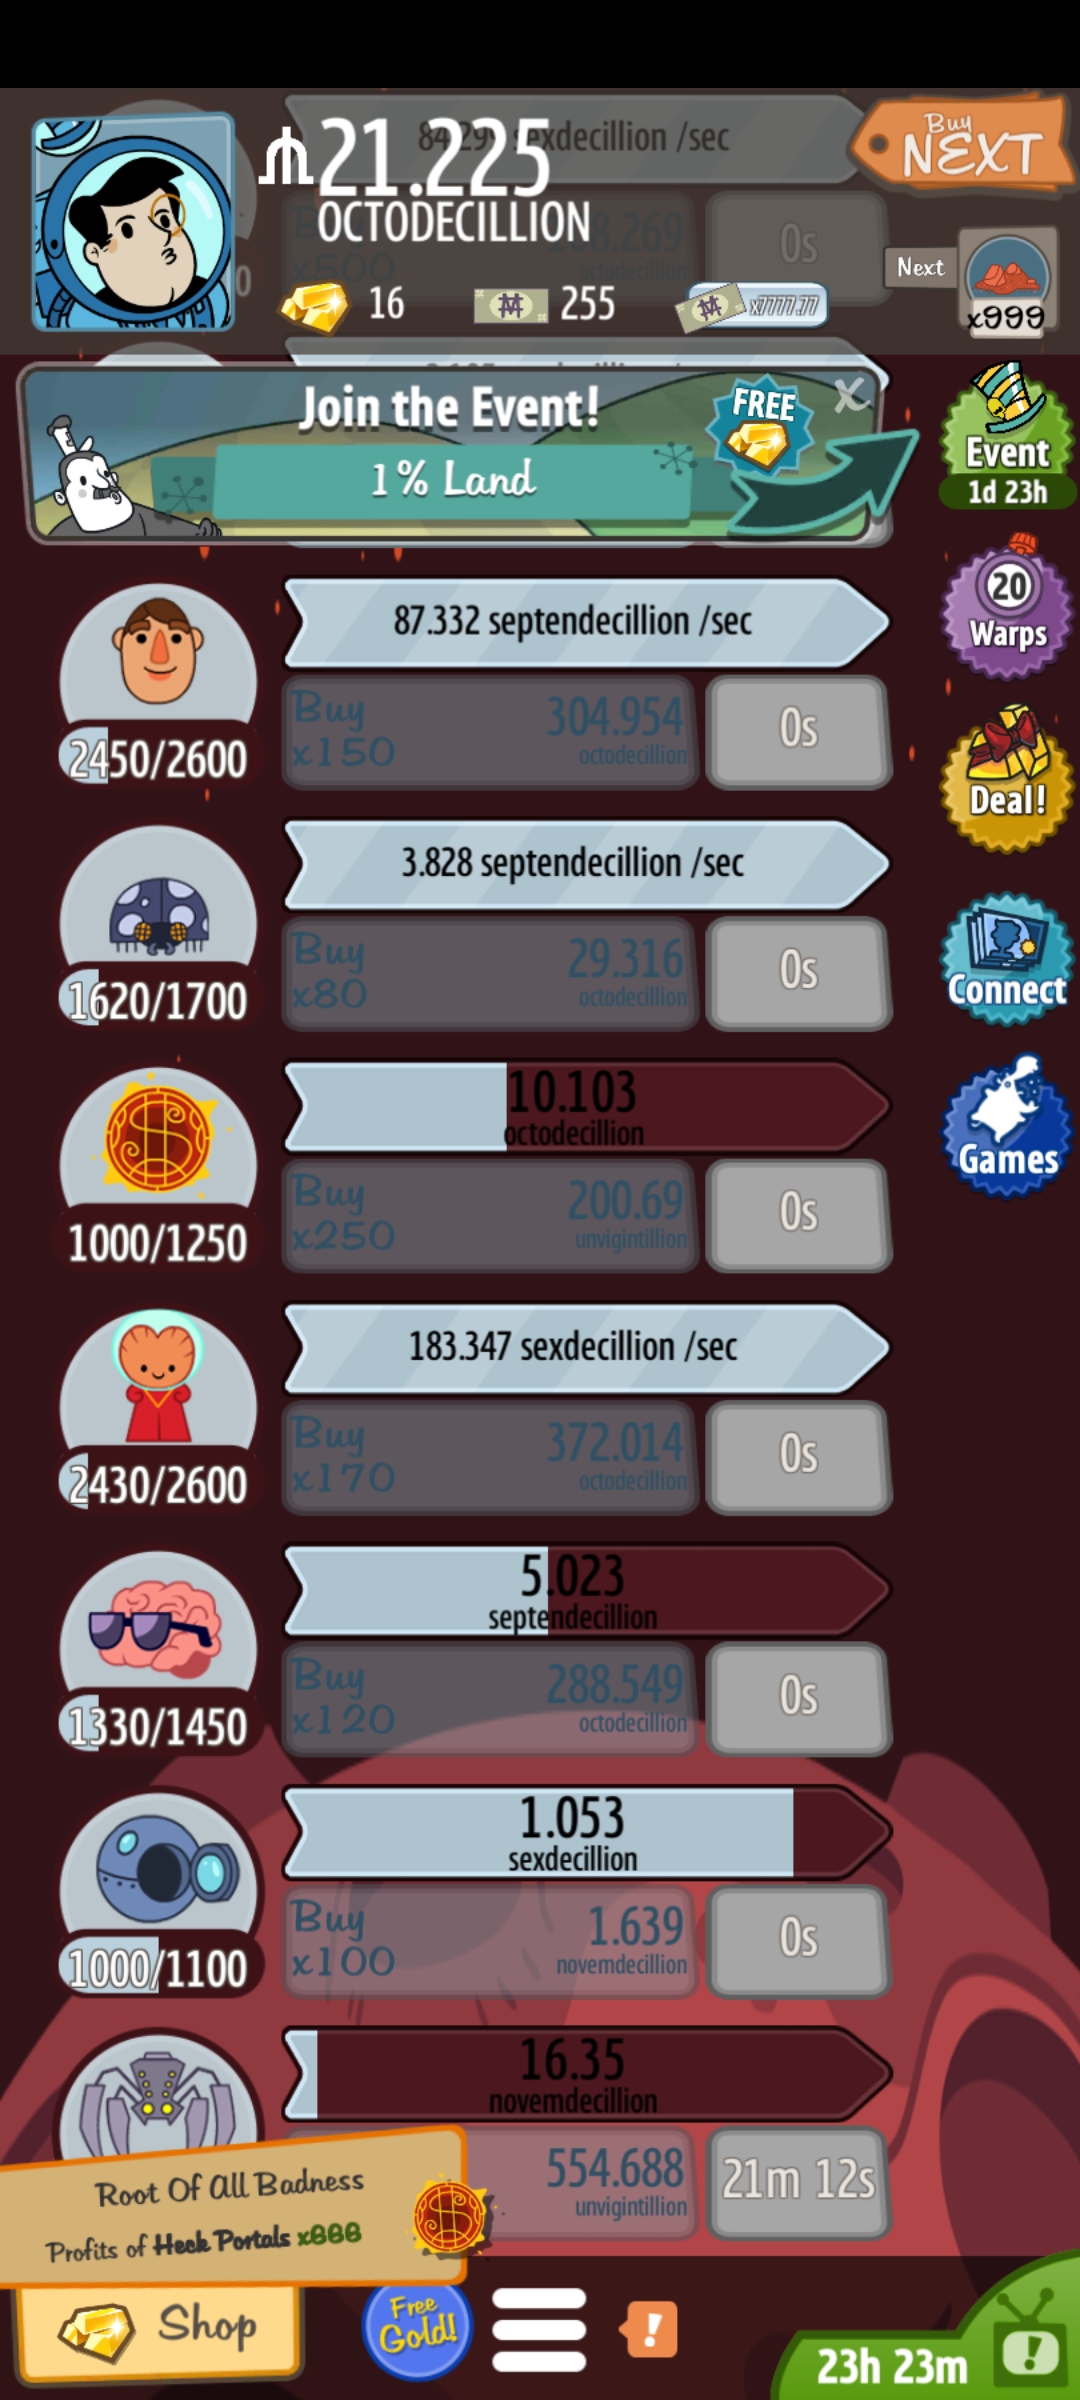 21.225
OCTODECILLION
sexdecillion /sec
Buy
NEXT
x500
octodecillion
0s
Next
x999
16
255
x7777.77
Join the Event!
1% Land
FREE
X
Event
1d 23h
87.332 septendecillion /sec
20
Warps
Buy
x150
304.954
octodecillion
0s
2450/2600
Deal!
3.828 septendecillion /sec
Buy
x80
29.316
octodecillion
0s
1620/1700
Connect
10.103
octodecillion
Buy
x250
200.69
unvigintillion
0s
1000/1250
Games
183.347 sexdecillion /sec
Buy
x170
372.014
octodecillion
0s
2430/2600
5.023
septendecillion
Buy
x120
288.549
octodecillion
0s
1330/1450
1.053
sexdecillion
Buy
x100
1.639
novemdecillion
0s
1000/1100
16.35
novemdecillion
554.688
unvigintillion
21m 12s
Root Of All Badness
Profits of Heck Portals x666
Shop
Free
Gold!
!
23h 23m
!